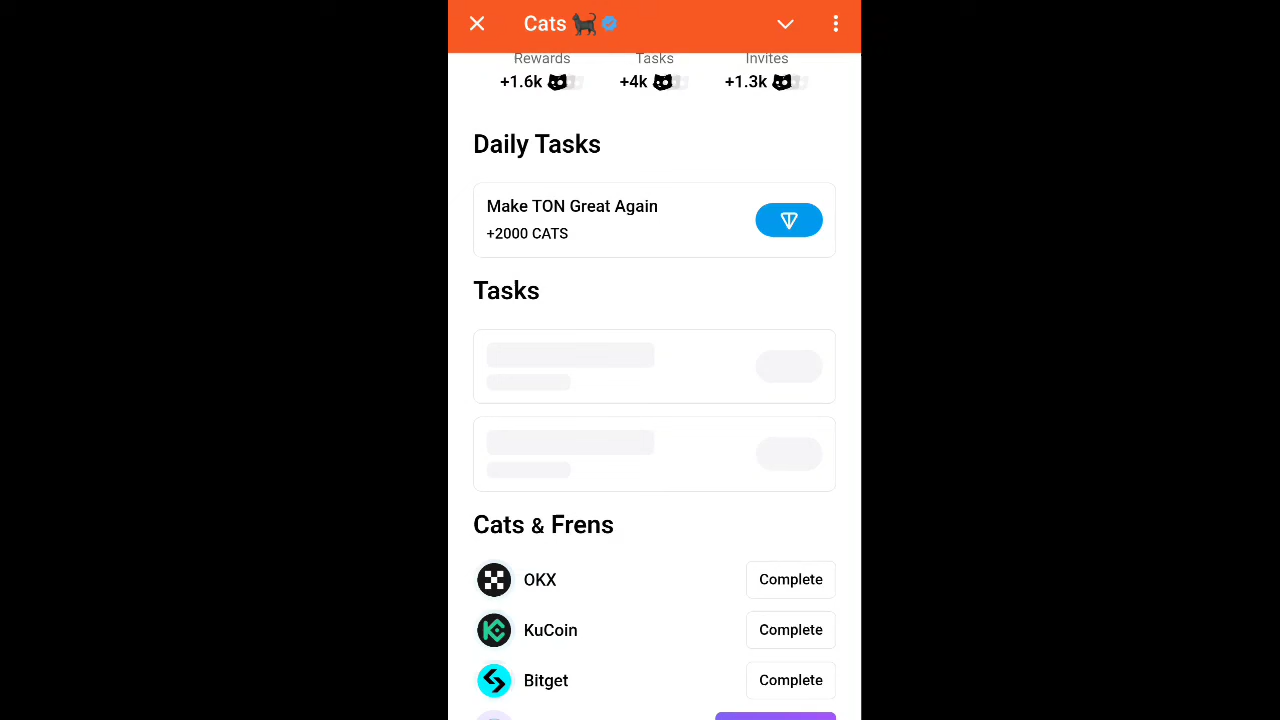 Cats
Rewards Tasks Invites
+1.6k +4k +1.3k
Daily Tasks
Make TON Great Again
+2000 CATS
Tasks
Cats & Frens
OKX Complete
KuCoin Complete
Bitget Complete